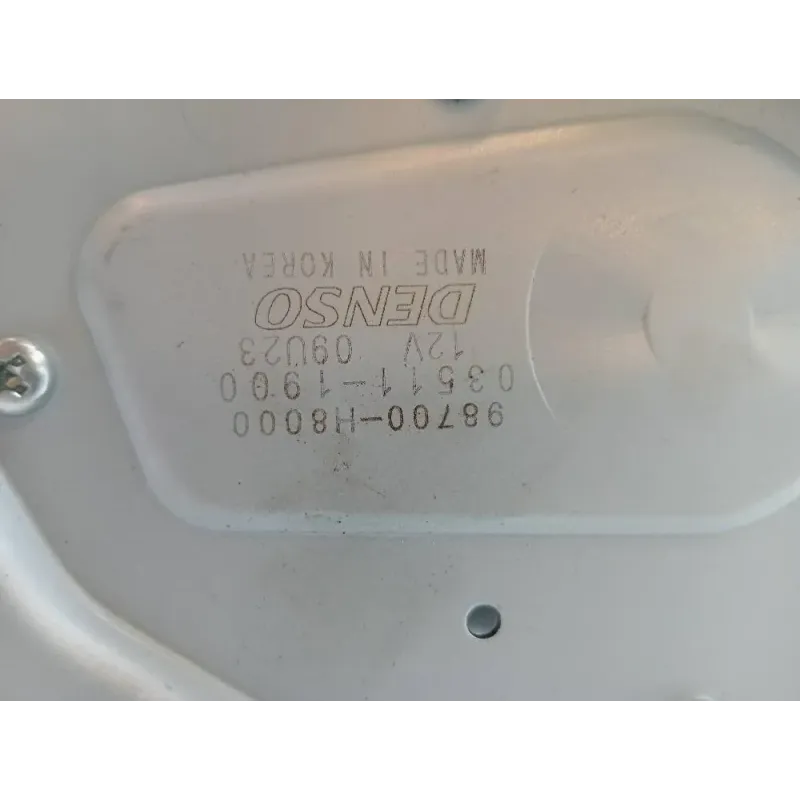 98700-H8000
03511-1900
12V 09U23
DENSO
MADE IN KOREA